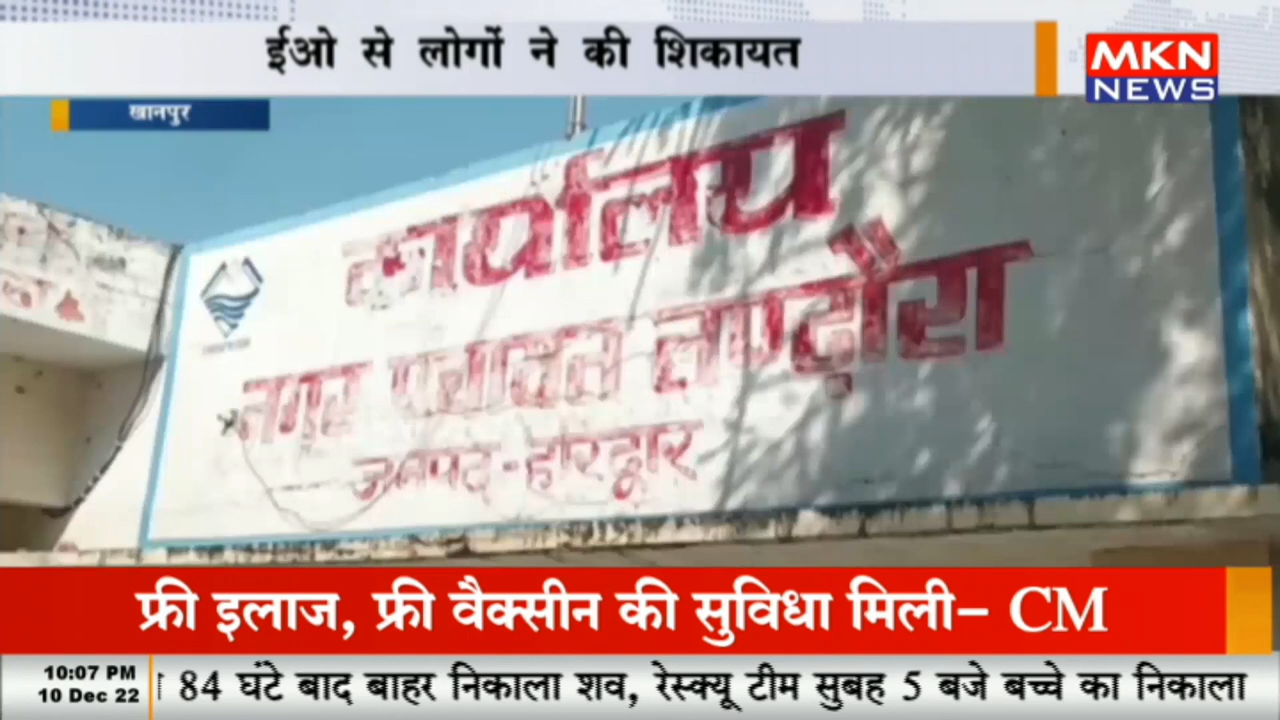 ईओ से लोगों ने की शिकायत
MKN
NEWS
खानपुर
कार्यालय
नगर पंचायत लण्ढौरा
जनपद-हरिद्वार
फ्री इलाज, फ्री वैक्सीन की सुविधा मिली- CM
10:07 PM
10 Dec 22
84 घंटे बाद बाहर निकाला शव, रेस्क्यू टीम सुबह 5 बजे बच्चे का निकाला